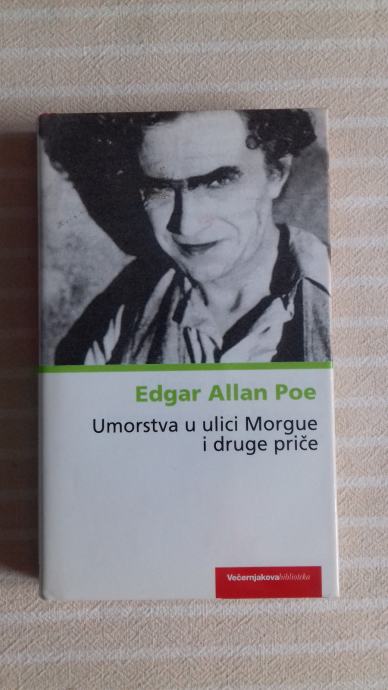 Edgar Allan Poe
Umorstva u ulici Morgue
i druge priče
Večernjakovabiblioteka